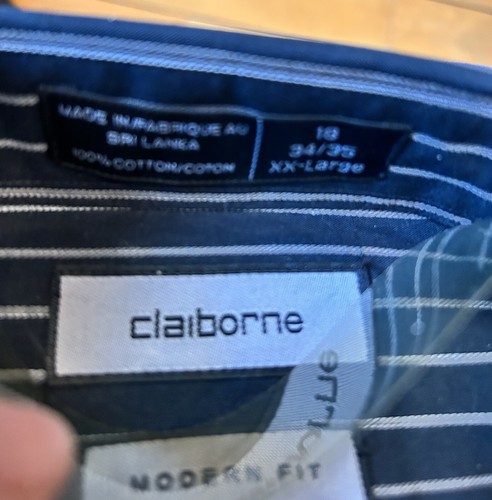 MADE IN/FABRIQUE AU
SRI LANKA
100% COTTON/COTON
18
34/35
XX-Large
claiborne
MODERN FIT